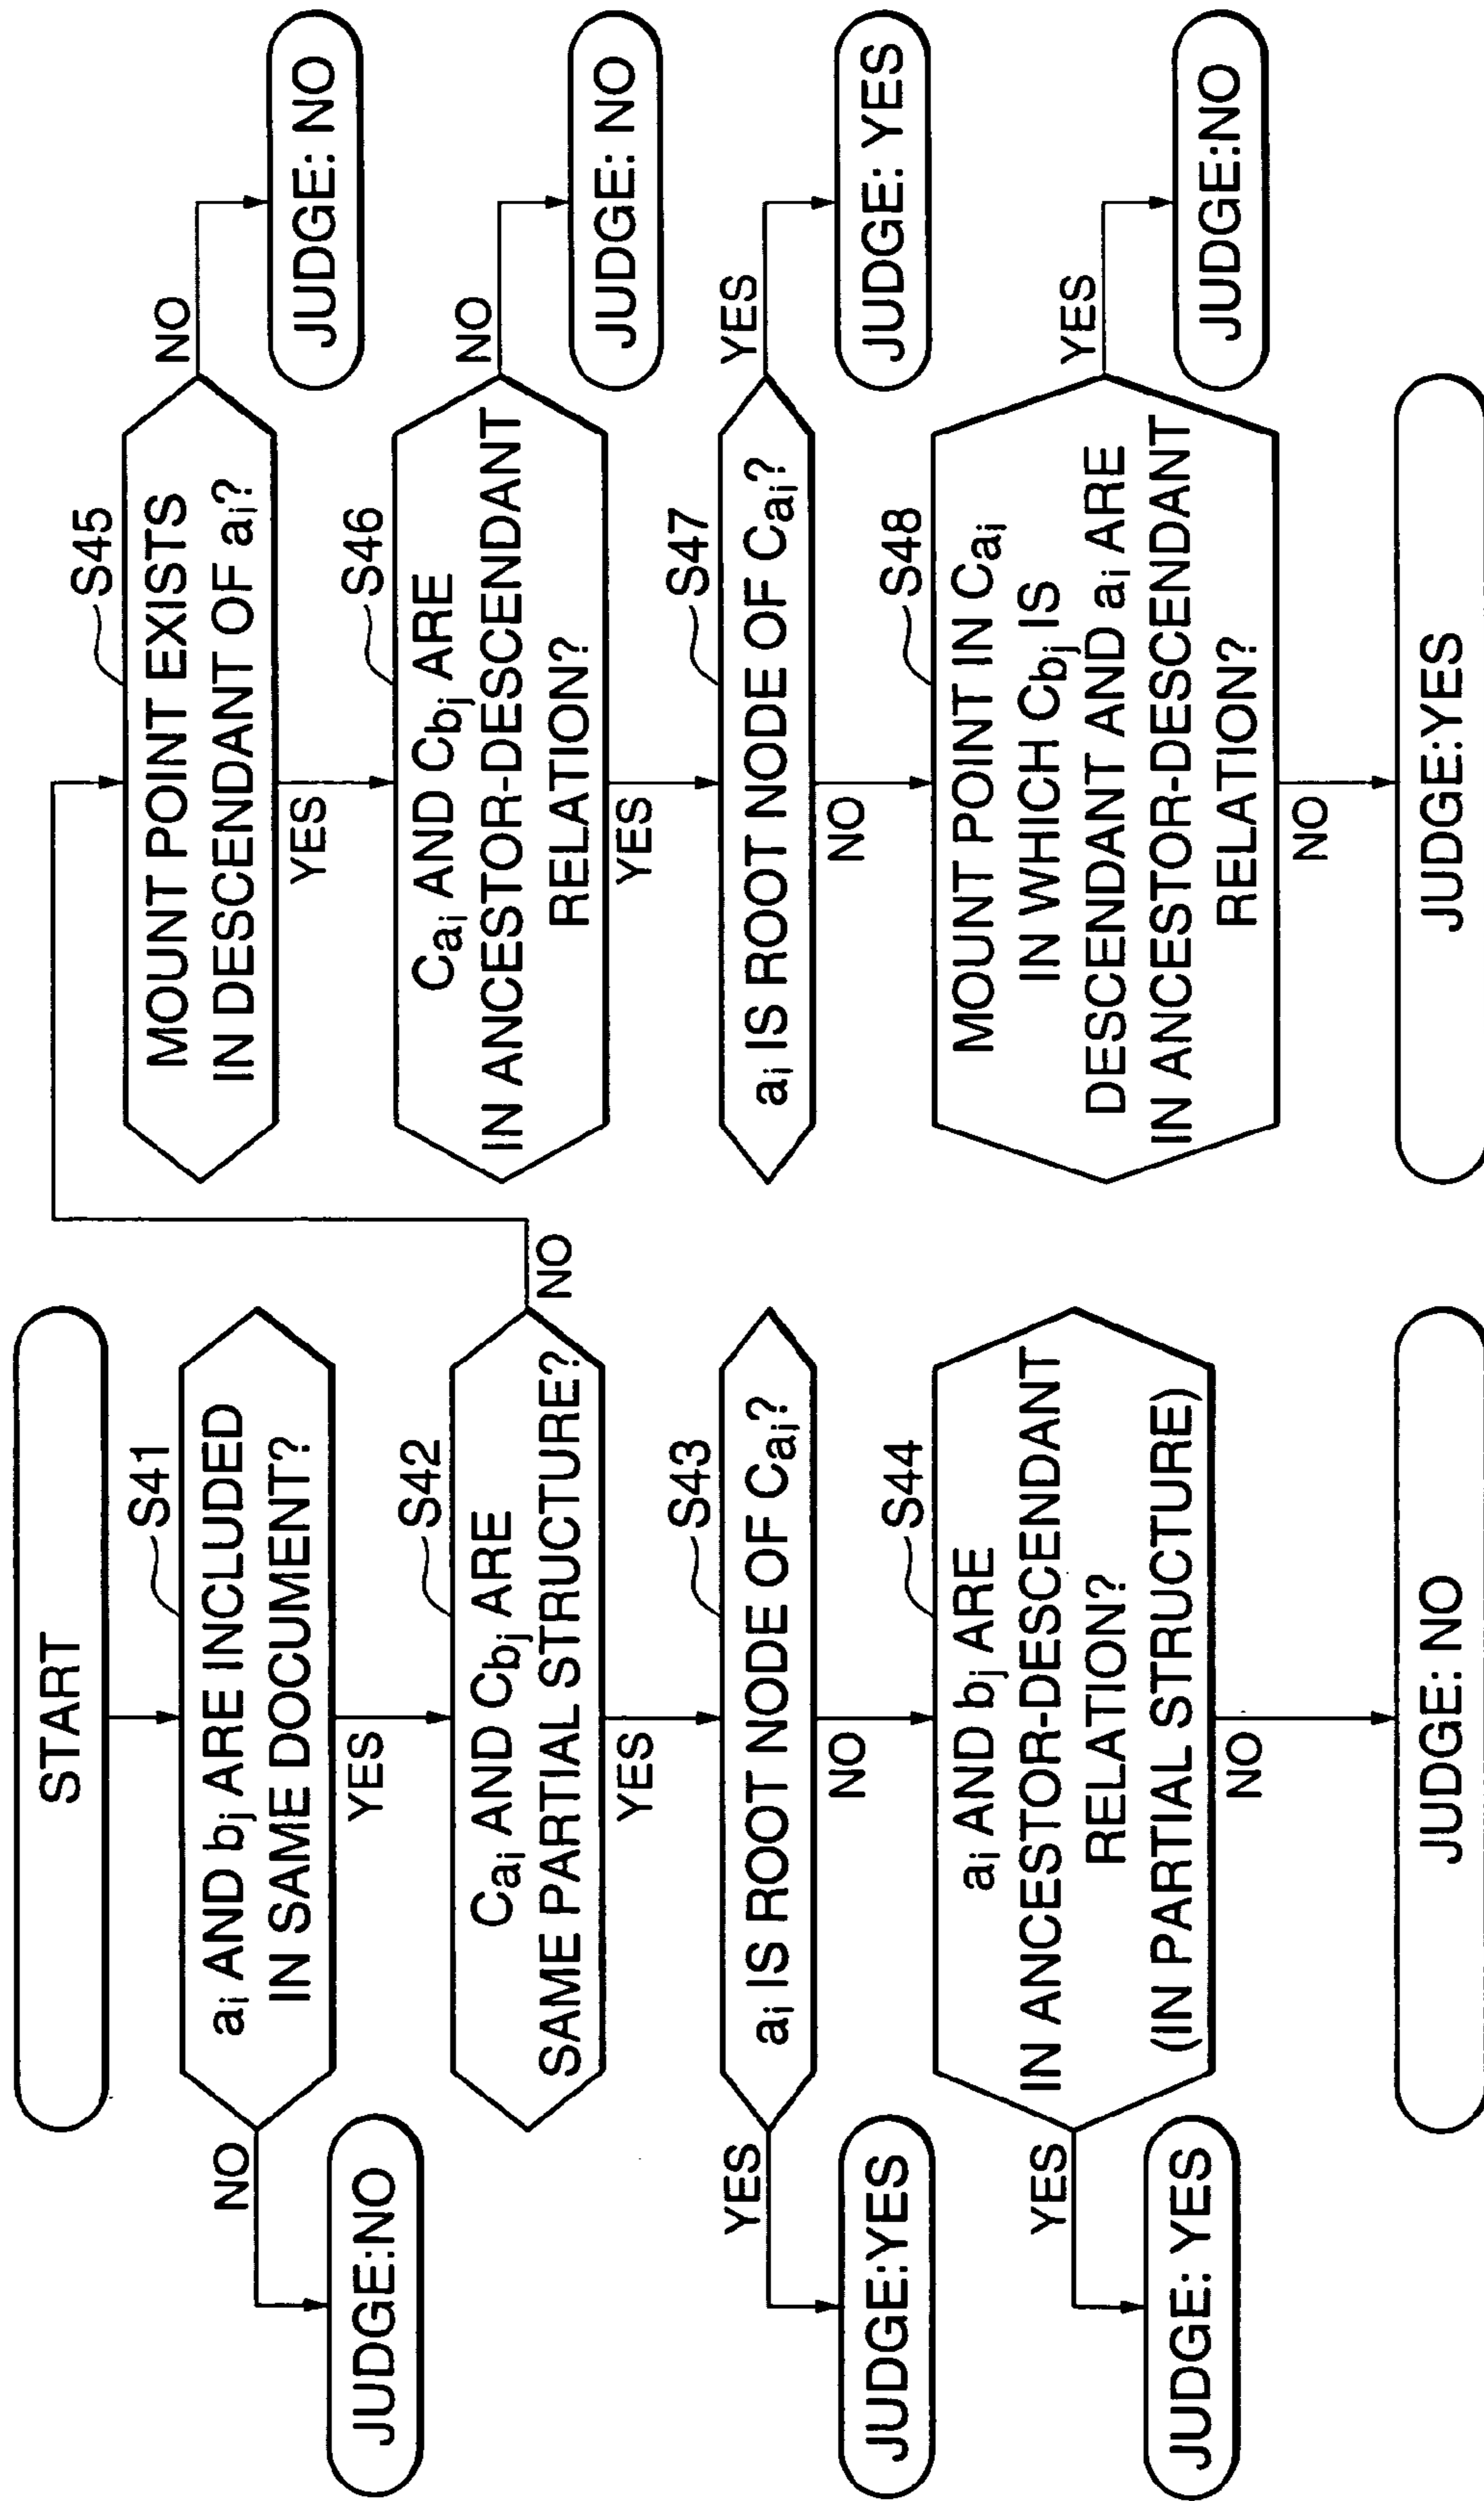 START
S41
aᵢ AND bⱼ ARE INCLUDED
IN SAME DOCUMENT?
NO
JUDGE:NO
YES
S42
Caᵢ AND Cbⱼ ARE
SAME PARTIAL STRUCTURE?
NO
YES
S43
aᵢ IS ROOT NODE OF Caᵢ?
YES
JUDGE:YES
NO
S44
aᵢ AND bⱼ ARE
IN ANCESTOR-DESCENDANT
RELATION?
(IN PARTIAL STRUCTURE)
YES
JUDGE: YES
NO
JUDGE: NO
S45
MOUNT POINT EXISTS
IN DESCENDANT OF aᵢ?
NO
JUDGE: NO
YES
S46
Caᵢ AND Cbⱼ ARE
IN ANCESTOR-DESCENDANT
RELATION?
NO
JUDGE: NO
YES
S47
aᵢ IS ROOT NODE OF Caᵢ?
YES
JUDGE: YES
NO
S48
MOUNT POINT IN Caᵢ
IN WHICH Cbⱼ IS
DESCENDANT AND aᵢ ARE
IN ANCESTOR-DESCENDANT
RELATION?
YES
JUDGE:NO
NO
JUDGE:YES